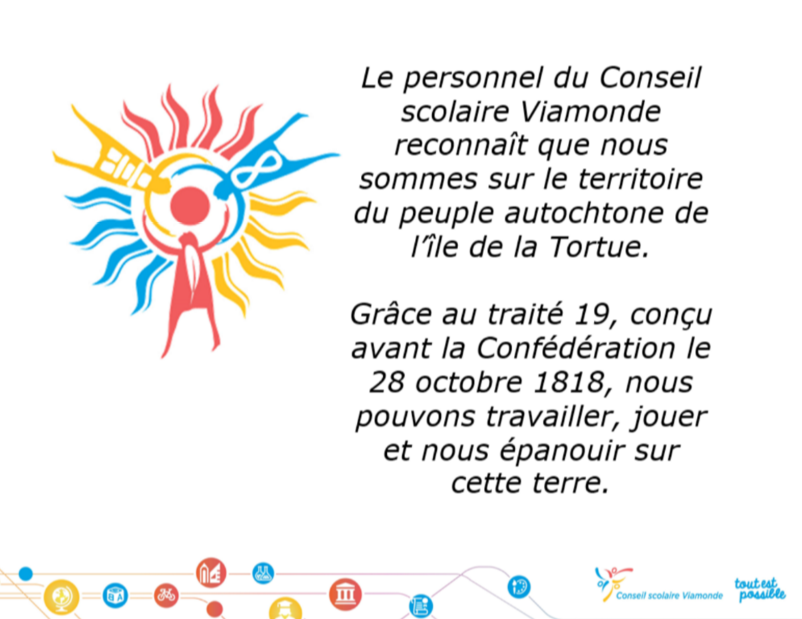 Le personnel du Conseil
scolaire Viamonde
reconnaît que nous
sommes sur le territoire
du peuple autochtone de
l’île de la Tortue.
Grâce au traité 19, conçu
avant la Confédération le
28 octobre 1818, nous
pouvons travailler, jouer
et nous épanouir sur
cette terre.
Conseil scolaire Viamonde
tout est
possible